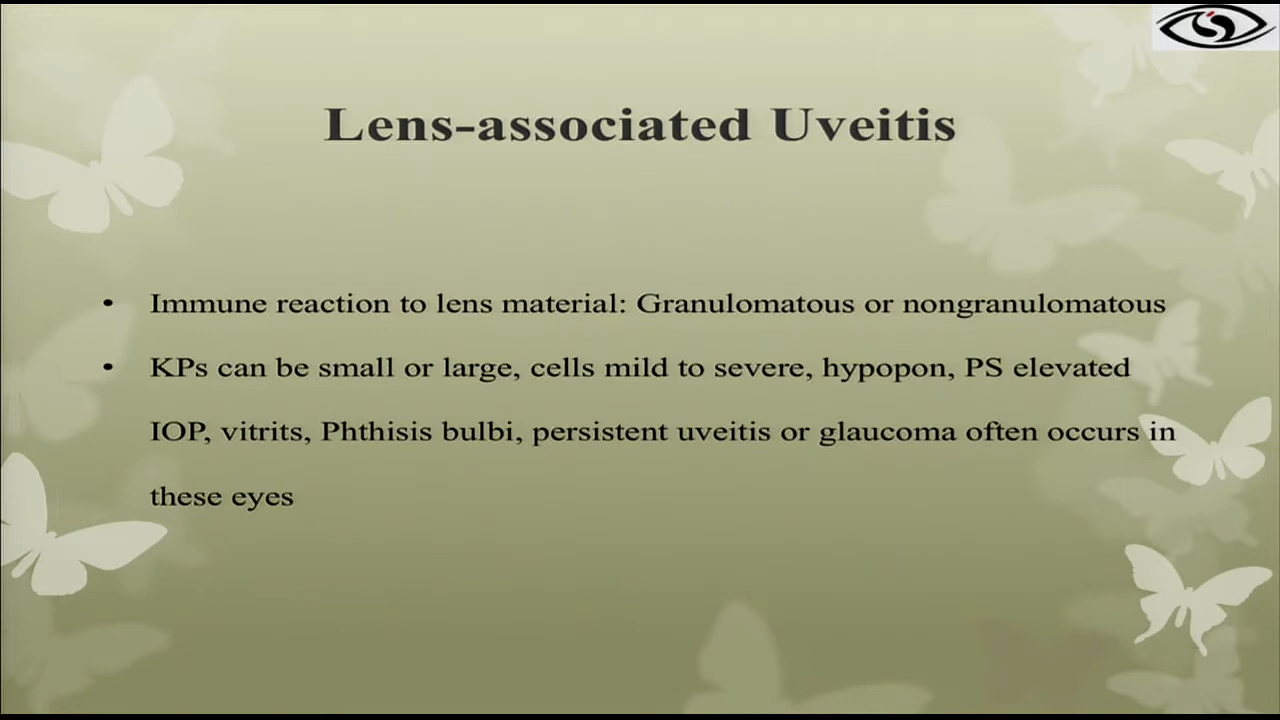 Lens-associated Uveitis
• Immune reaction to lens material: Granulomatous or nongranulomatous
• KPs can be small or large, cells mild to severe, hypopon, PS elevated
IOP, vitrits, Phthisis bulbi, persistent uveitis or glaucoma often occurs in
these eyes